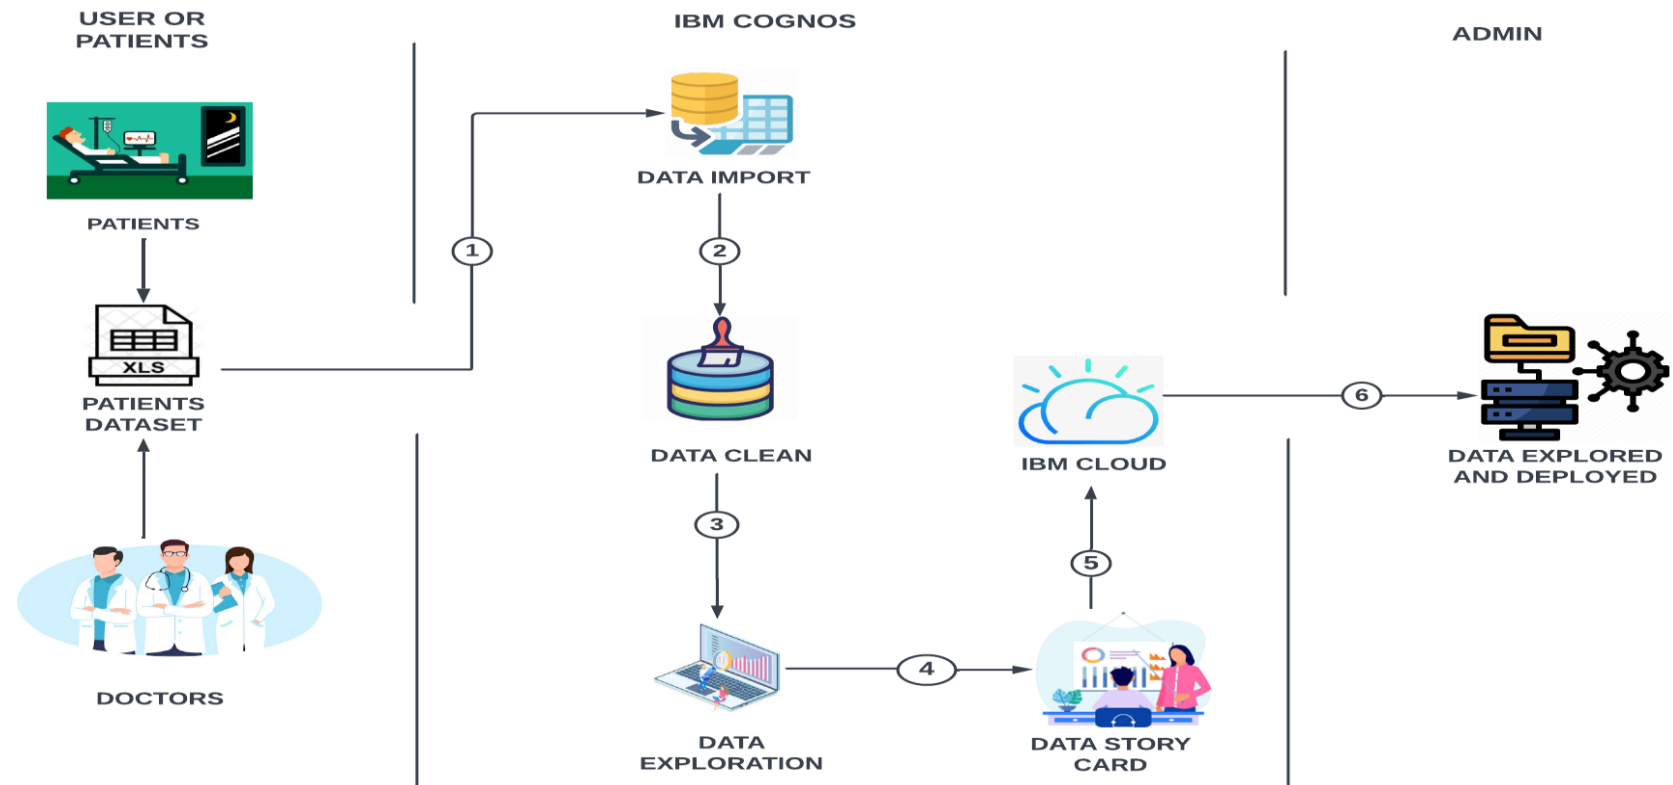 USER OR
PATIENTS
IBM COGNOS
ADMIN
PATIENTS
XLS
PATIENTS
DATASET
DOCTORS
1
DATA IMPORT
2
DATA CLEAN
3
DATA
EXPLORATION
4
DATA STORY
CARD
5
IBM CLOUD
6
DATA EXPLORED
AND DEPLOYED